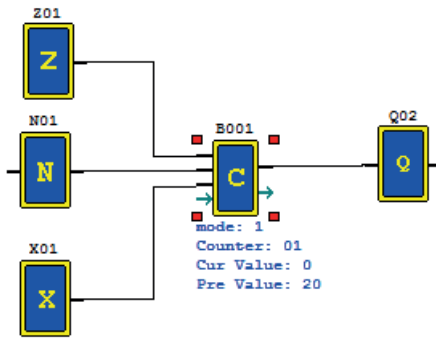 Z01
Z
N01
N
B001
C
Q02
Q
mode: 1
Counter: 01
Cur Value: 0
Pre Value: 20
X01
X